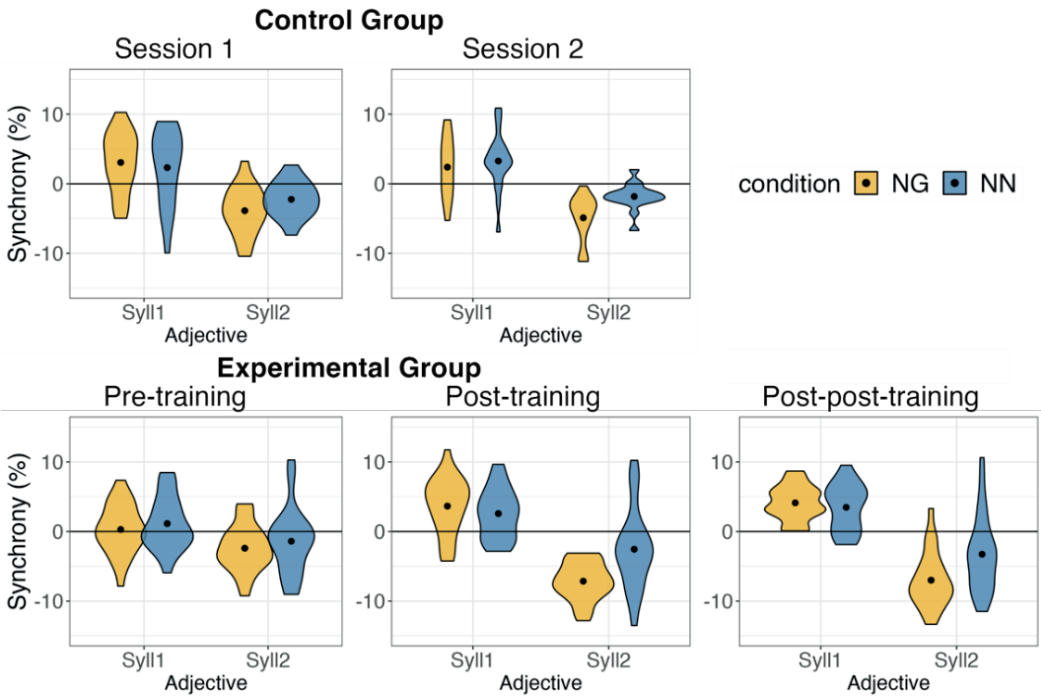 Control Group
Session 1 Session 2
Synchrony (%)
10 10
0 0
-10 -10
Syll1 Syll2 Syll1 Syll2
Adjective Adjective
condition NG NN
Experimental Group
Pre-training Post-training Post-post-training
Synchrony (%)
10 10 10
0 0 0
-10 -10 -10
Syll1 Syll2 Syll1 Syll2 Syll1 Syll2
Adjective Adjective Adjective